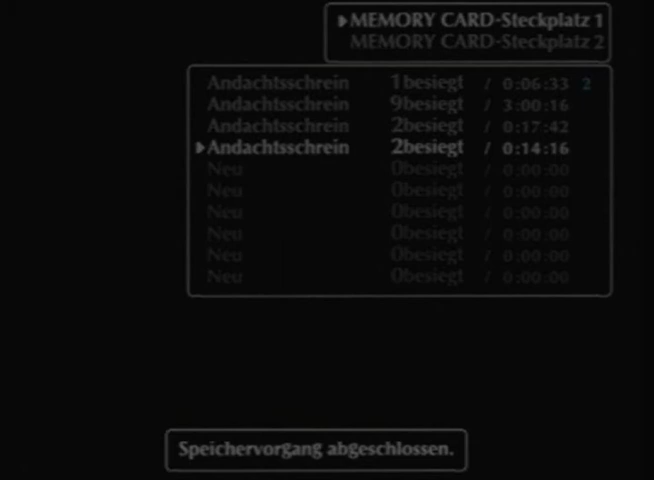 MEMORY CARD-Steckplatz 1
MEMORY CARD-Steckplatz 2
Andachtsschrein 1besiegt / 0:06:33 2
Andachtsschrein 9besiegt / 3:00:16
Andachtsschrein 2besiegt / 0:17:42
Andachtsschrein 2besiegt / 0:14:16
Neu 0besiegt / 0:00:00
Neu 0besiegt / 0:00:00
Neu 0besiegt / 0:00:00
Neu 0besiegt / 0:00:00
Neu 0besiegt / 0:00:00
Neu 0besiegt / 0:00:00
Speichervorgang abgeschlossen.